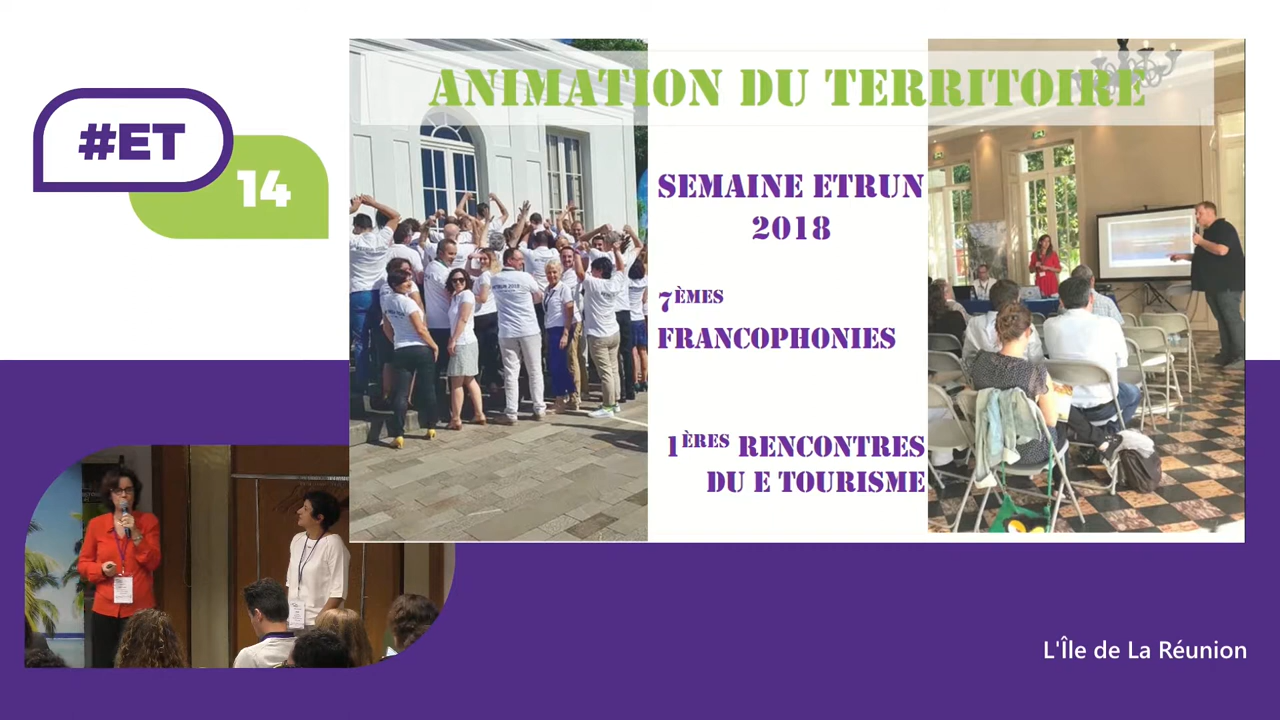 #ET
14
ANIMATION DU TERRITOIRE
SEMAINE ETRUN
2018
7ÈMES
FRANCOPHONIES
1ÈRES RENCONTRES
DU E TOURISME
L'Île de La Réunion